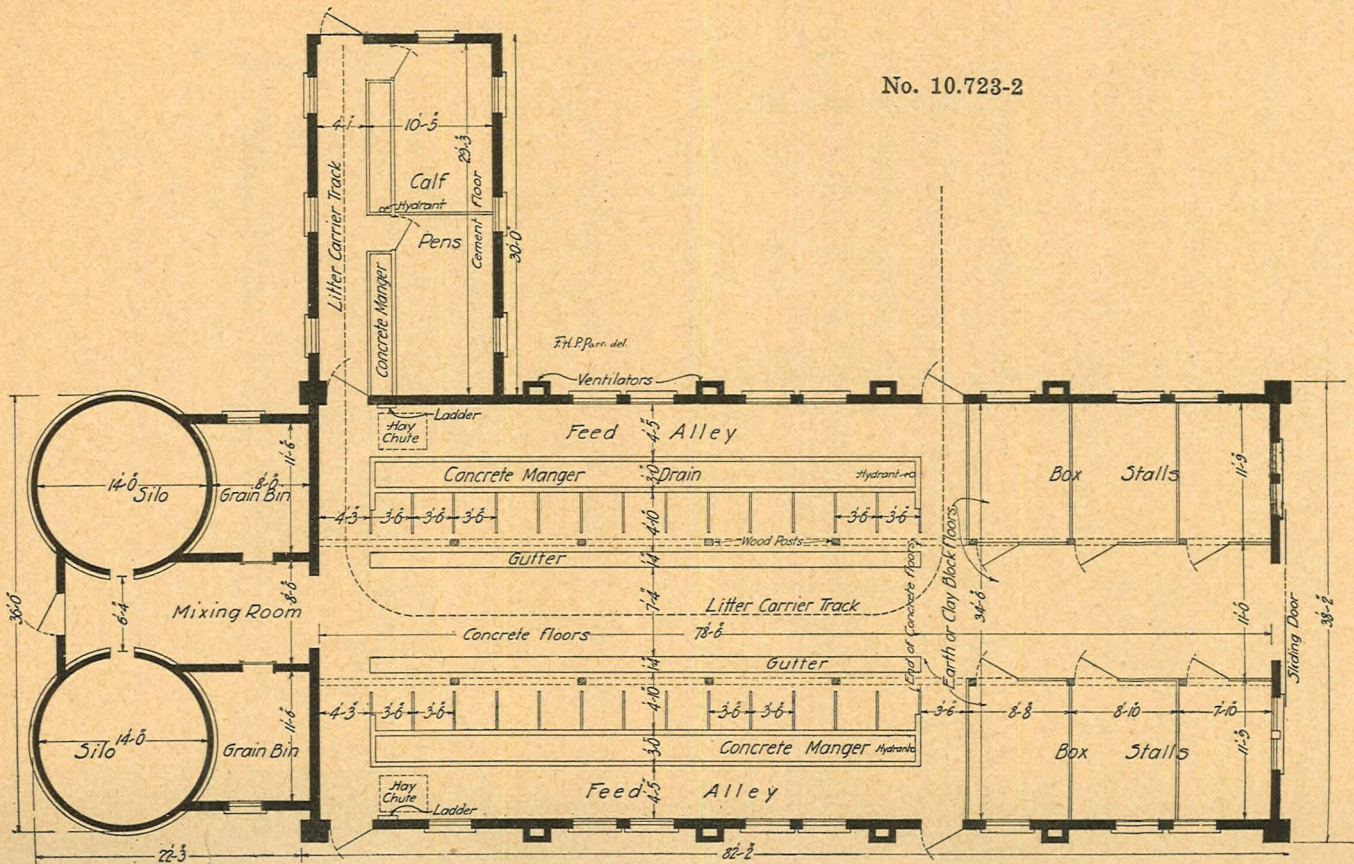 No. 10.723-2
4'-1"
10'-5"
29'-3"
Litter Carrier Track
Calf
Hydrant
Pens
Cement Floor
30'-0"
Concrete Manger
F.H.P.Parr. del.
Ventilators
Ladder
Hay
Chute
Feed Alley
4'-5"
Concrete Manger
Drain
Hydrant
3'-0"
Box Stalls
11'-9"
14'-0"
Silo
8'-0"
Grain Bin
11'-6"
4'-3"
3'-6"
3'-6"
3'-6"
4'-10"
3'-6"
3'-6"
Wood Posts
Gutter
1'-4"
36'-0"
6'-4"
8'-6"
Mixing Room
7'-4"
Litter Carrier Track
End of Concrete floors
Earth or Clay Block Floors
34'-6"
11'-0"
Sliding Door
38'-2"
Concrete floors
78'-6"
Gutter
1'-4"
4'-3"
3'-6"
3'-6"
4'-10"
3'-6"
3'-6"
3'-6"
8'-8"
8'-10"
7'-10"
Silo
14'-0"
Grain Bin
11'-6"
3'-0"
Concrete Manger
Hydrant
Box Stalls
11'-9"
Hay
Chute
Ladder
Feed Alley
4'-5"
22'-3"
82'-2"